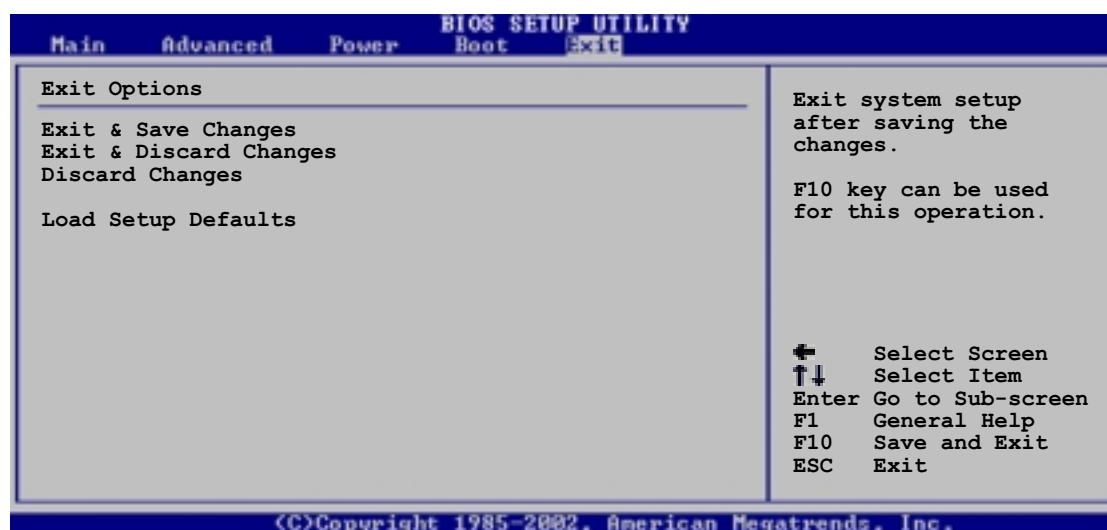 BIOS SETUP UTILITY
Main Advanced Power Boot Exit
Exit Options
Exit & Save Changes
Exit & Discard Changes
Discard Changes
Load Setup Defaults
Exit system setup
after saving the
changes.
F10 key can be used
for this operation.
← Select Screen
↑↓ Select Item
Enter Go to Sub-screen
F1 General Help
F10 Save and Exit
ESC Exit
(C)Copyright 1985-2002, American Megatrends, Inc.